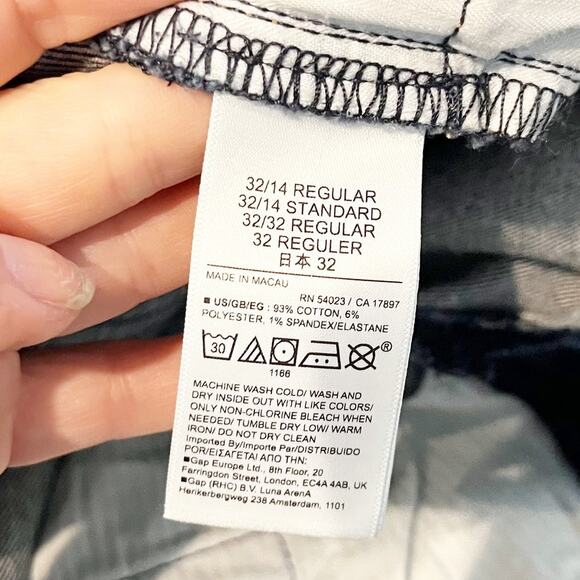 32/14 REGULAR
32/14 STANDARD
32/32 REGULAR
32 REGULER
日本 32
MADE IN MACAU
RN 54023 / CA 17897
■ US/GB/EG : 93% COTTON, 6%
POLYESTER, 1% SPANDEX/ELASTANE
30 ®
1166
MACHINE WASH COLD/ WASH AND
DRY INSIDE OUT WITH LIKE COLORS/
ONLY NON-CHLORINE BLEACH WHEN
NEEDED/ TUMBLE DRY LOW/ WARM
IRON/ DO NOT DRY CLEAN
Imported By/Importe Par/DISTRIBUIDO
POR/ΕΙΣΑΓΕΤΑΙ ΑΠΟ ΤΗΝ:
■Gap Europe Ltd., 8th Floor, 20
Farringdon Street, London, EC4A 4AB, UK
■Gap (RHC) B.V. Luna ArenA
Herikerbergweg 238 Amsterdam, 1101